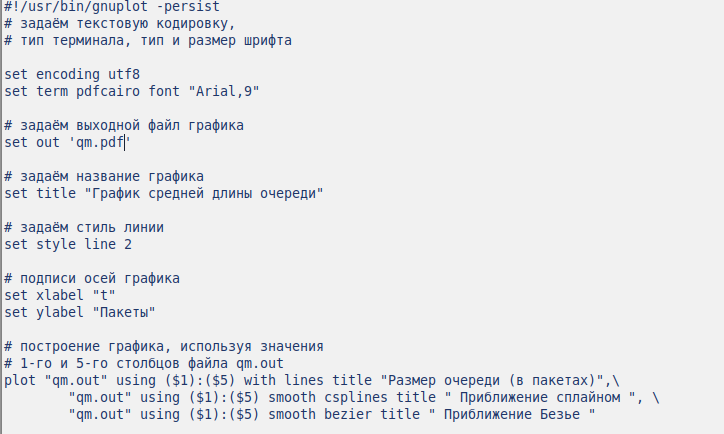 #!/usr/bin/gnuplot -persist
# задаём текстовую кодировку,
# тип терминала, тип и размер шрифта
set encoding utf8
set term pdfcairo font "Arial,9"
# задаём выходной файл графика
set out 'qm.pdf'
# задаём название графика
set title "График средней длины очереди"
# задаём стиль линии
set style line 2
# подписи осей графика
set xlabel "t"
set ylabel "Пакеты"
# построение графика, используя значения
# 1-го и 5-го столбцов файла qm.out
plot "qm.out" using ($1):($5) with lines title "Размер очереди (в пакетах)",\
"qm.out" using ($1):($5) smooth csplines title " Приближение сплайном ", \
"qm.out" using ($1):($5) smooth bezier title " Приближение Безье "